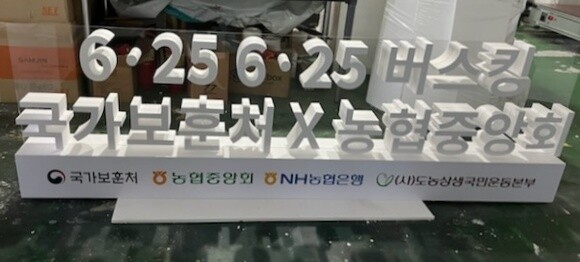 6·25 6·25 버스킹
국가보훈처 X 농협중앙회
국가보훈처 농협중앙회 NH농협은행 (사)도농상생국민운동본부